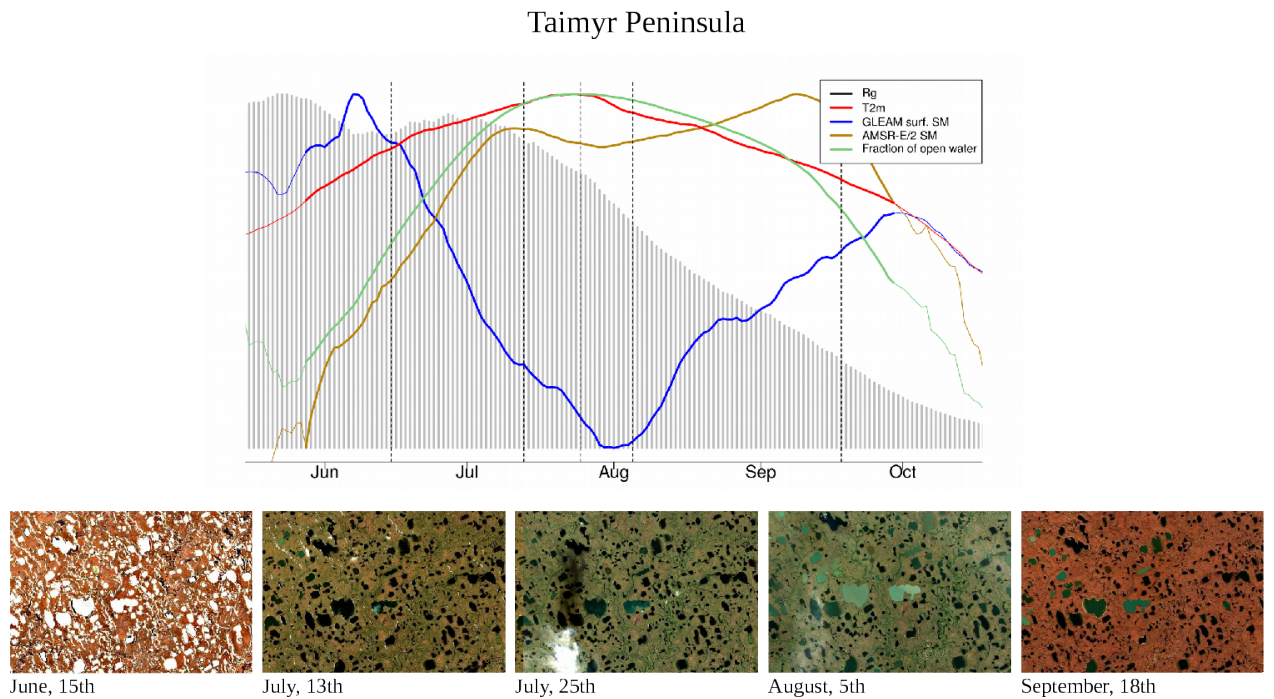 Taimyr Peninsula
Rg
T2m
GLEAM surf. SM
AMSR-E/2 SM
Fraction of open water
Jun Jul Aug Sep Oct
June, 15th July, 13th July, 25th August, 5th September, 18th